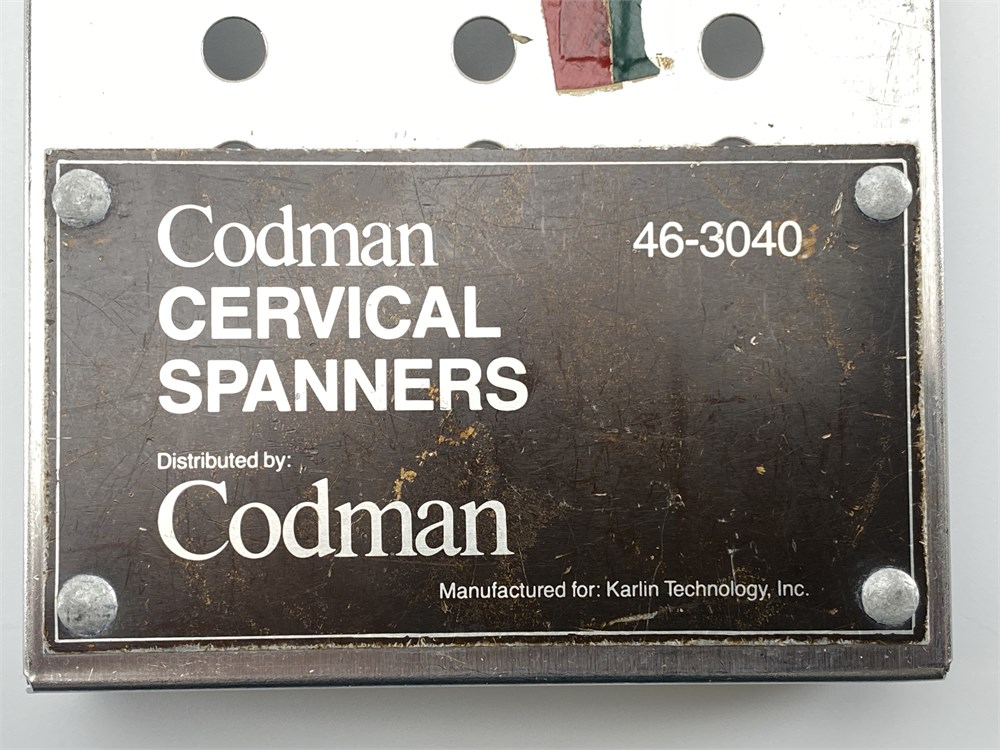 Codman
46-3040
CERVICAL
SPANNERS
Distributed by:
Codman
Manufactured for: Karlin Technology, Inc.